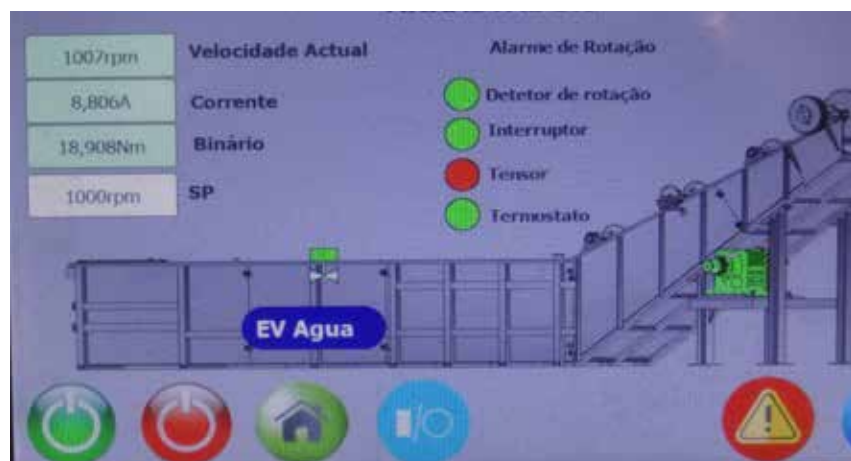 1007rpm Velocidade Actual
8,806A Corrente
18,908Nm Binário
1000rpm SP
Alarme de Rotação
Detetor de rotação
Interruptor
Tensor
Termostato
EV Agua